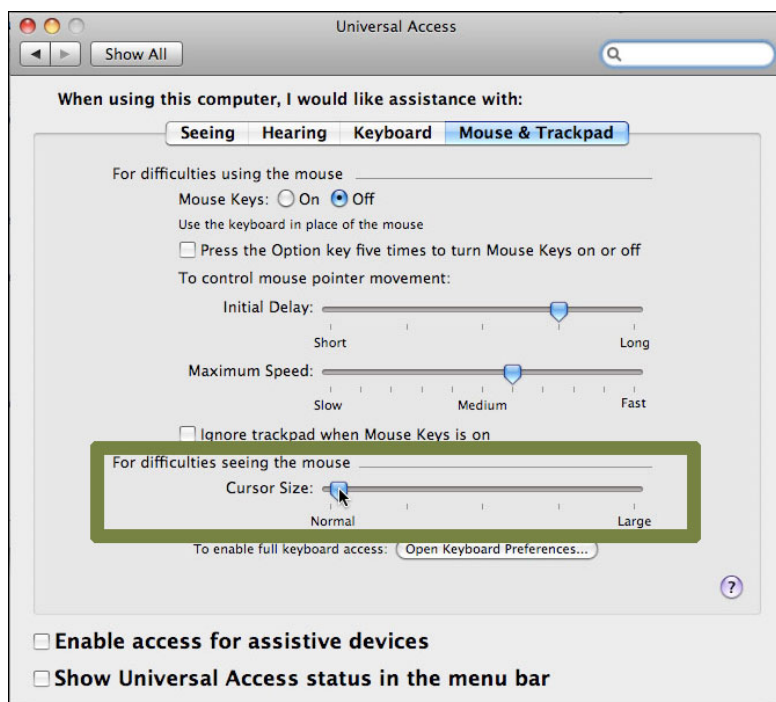 Universal Access
Show All
When using this computer, I would like assistance with:
Seeing Hearing Keyboard Mouse & Trackpad
For difficulties using the mouse
Mouse Keys: On Off
Use the keyboard in place of the mouse
Press the Option key five times to turn Mouse Keys on or off
To control mouse pointer movement:
Initial Delay:
Short Long
Maximum Speed:
Slow Medium Fast
Ignore trackpad when Mouse Keys is on
For difficulties seeing the mouse
Cursor Size:
Normal Large
To enable full keyboard access: Open Keyboard Preferences...
?
Enable access for assistive devices
Show Universal Access status in the menu bar